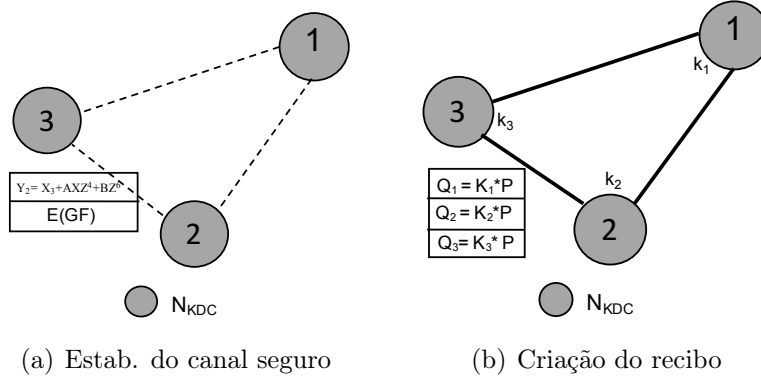 1
3
Y₂= X₃+AXZ⁴+BZ⁶
E(GF)
2
N_KDC
(a) Estab. do canal seguro
1
k₁
3
k₃
k₂
Q₁ = K₁*P
Q₂ = K₂*P
Q₃= K₃* P
2
N_KDC
(b) Criação do recibo